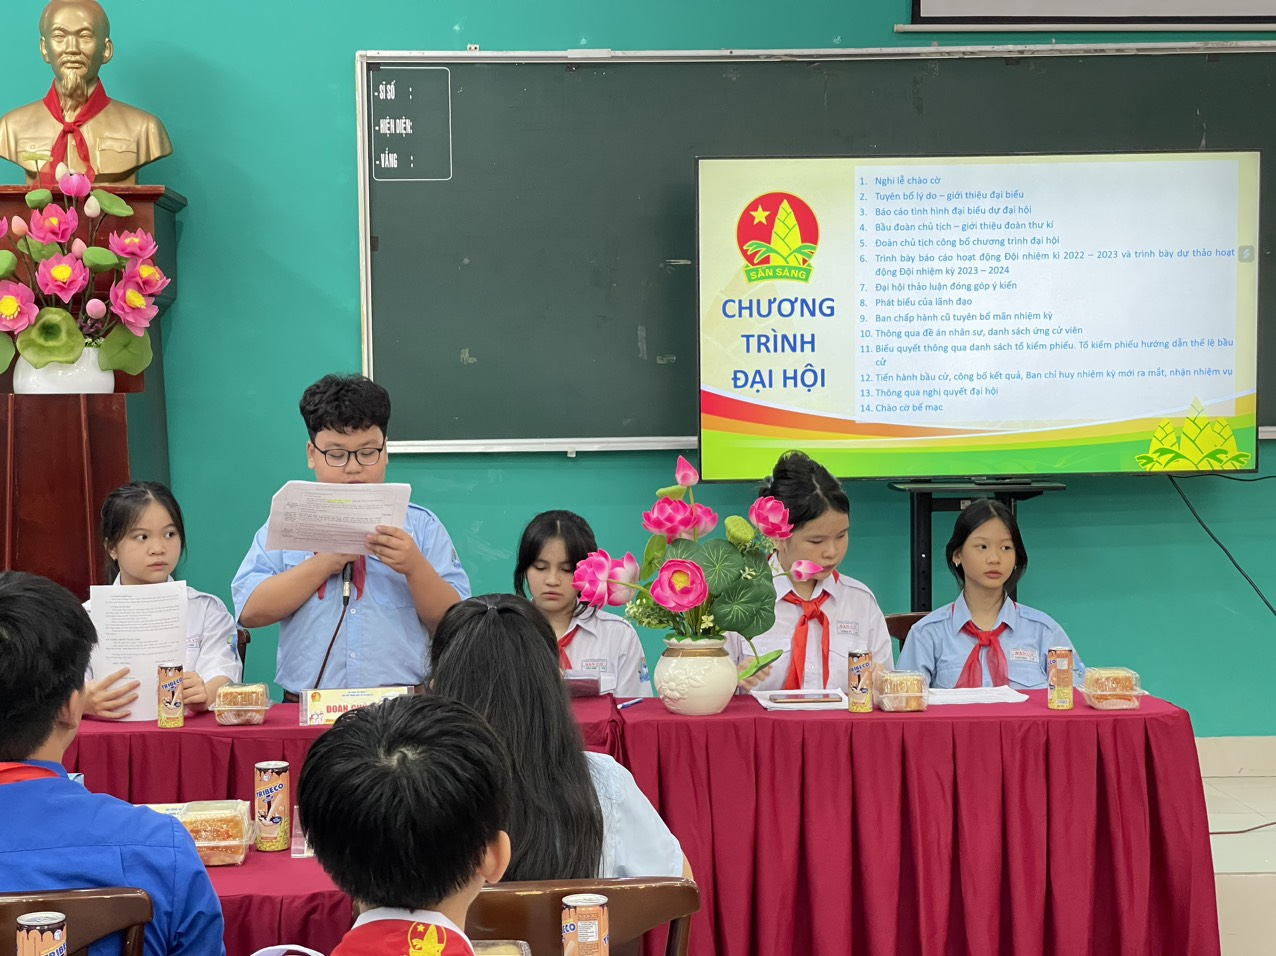 - SĨ SỐ :
- HIỆN DIỆN:
- VẮNG :
SẴN SÀNG
CHƯƠNG
TRÌNH
ĐẠI HỘI
1. Nghi lễ chào cờ
2. Tuyên bố lý do – giới thiệu đại biểu
3. Báo cáo tình hình đại biểu dự đại hội
4. Bầu đoàn chủ tịch – giới thiệu đoàn thư kí
5. Đoàn chủ tịch công bố chương trình đại hội
6. Trình bày báo cáo hoạt động Đội nhiệm kì 2022 – 2023 và trình bày dự thảo hoạt
động Đội nhiệm kỳ 2023 – 2024
7. Đại hội thảo luận đóng góp ý kiến
8. Phát biểu của lãnh đạo
9. Ban chấp hành cũ tuyên bố mãn nhiệm kỳ
10. Thông qua đề án nhân sự, danh sách ứng cử viên
11. Biểu quyết thông qua danh sách tổ kiểm phiếu. Tổ kiểm phiếu hướng dẫn thể lệ bầu
cử
12. Tiến hành bầu cử, công bố kết quả, Ban chỉ huy nhiệm kỳ mới ra mắt, nhận nhiệm vụ
13. Thông qua nghị quyết đại hội
14. Chào cờ bế mạc
TRIBECO
TRIBECO
TRIBECO
ĐOÀN
TRIBECO
TRIBECO